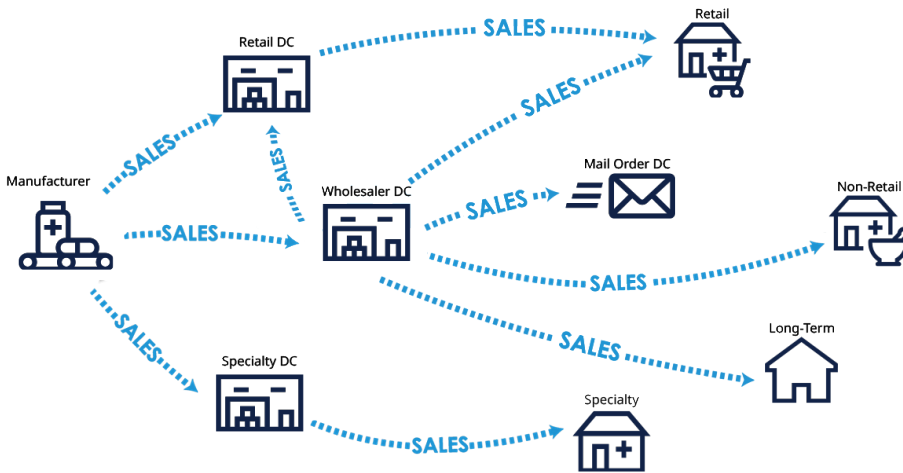 Retail
SALES
Retail DC
SALES
SALES
Mail Order DC
SALES
Manufacturer
Wholesaler DC
Non-Retail
SALES
SALES
SALES
SALES
Long-Term
SALES
SALES
Specialty DC
Specialty
SALES